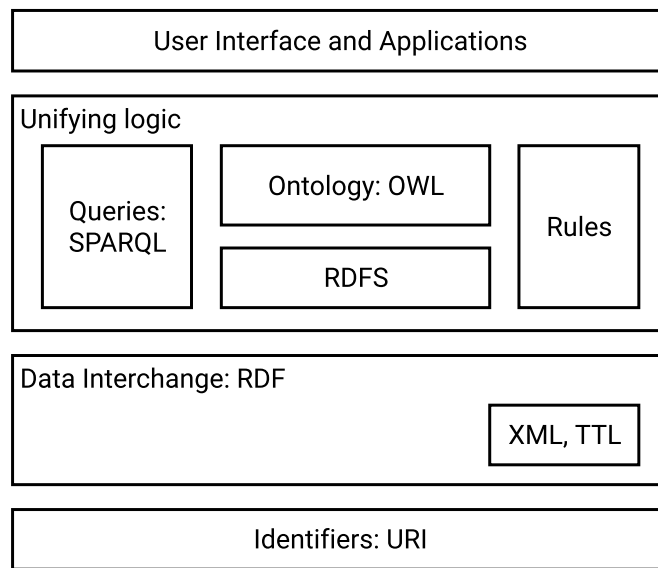 User Interface and Applications
Unifying logic
Queries:
SPARQL
Ontology: OWL
RDFS
Rules
Data Interchange: RDF
XML, TTL
Identifiers: URI